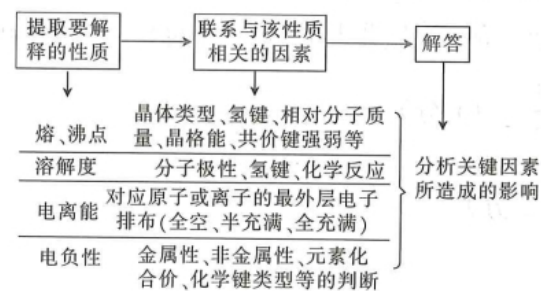 提取要解
释的性质
联系与该性质
相关的因素
解答
熔、沸点
晶体类型、氢键、相对分子质
量、晶格能、共价键强弱等
溶解度
分子极性、氢键、化学反应
电离能
对应原子或离子的最外层电子
排布(全空、半充满、全充满)
电负性
金属性、非金属性、元素化
合价、化学键类型等的判断
分析关键因素
所造成的影响